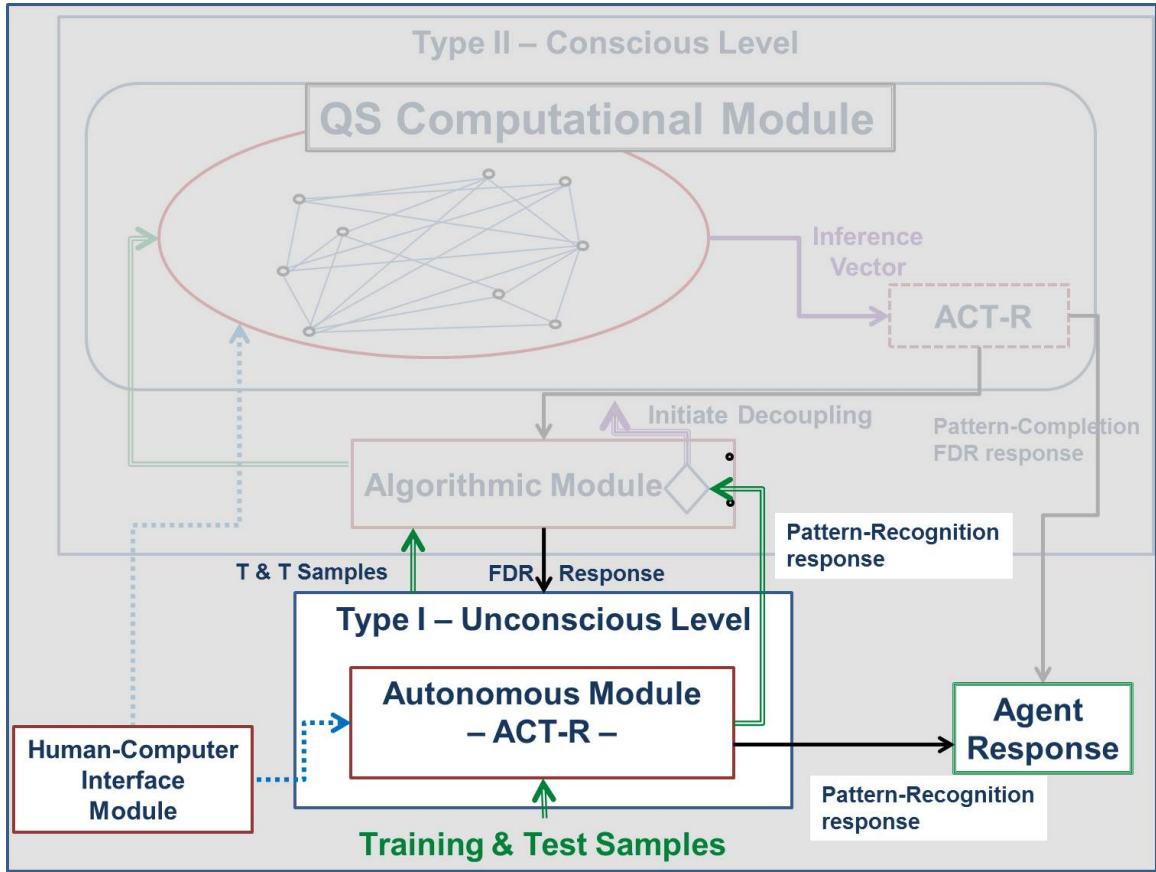 Type II – Conscious Level
QS Computational Module
Inference
Vector
ACT-R
Initiate Decoupling
Pattern-Completion
FDR response
Algorithmic Module
Pattern-Recognition
response
T & T Samples
FDR Response
Type I – Unconscious Level
Autonomous Module
– ACT-R –
Agent
Response
Human-Computer
Interface
Module
Pattern-Recognition
response
Training & Test Samples